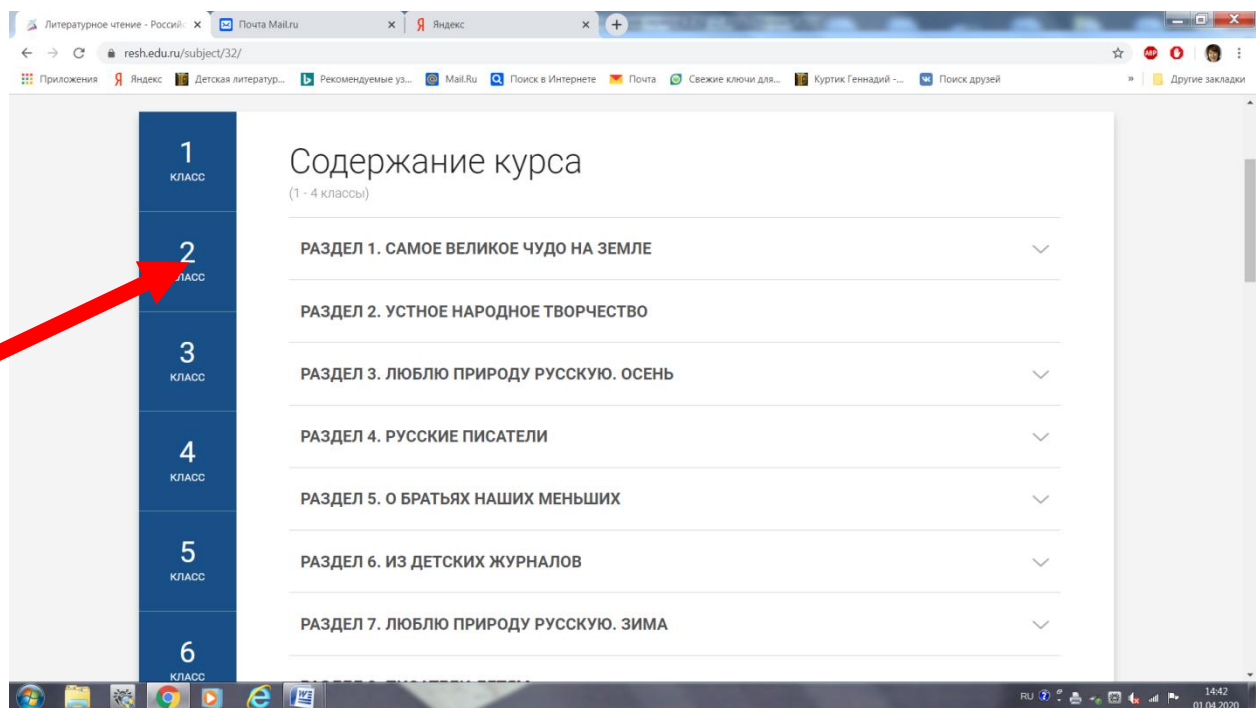 Литературное чтение - Россий
Почта Mail.ru
Яндекс
resh.edu.ru/subject/32/
Приложения
Яндекс
Детская литератур...
Рекомендуемые уз...
Mail.Ru
Поиск в Интернете
Почта
Свежие ключи для...
Куртик Геннадий -...
Поиск друзей
»
Другие закладки
1
КЛАСС
2
ЛАСС
3
КЛАСС
4
КЛАСС
5
КЛАСС
6
КЛАСС
Содержание курса
(1 - 4 классы)
РАЗДЕЛ 1. САМОЕ ВЕЛИКОЕ ЧУДО НА ЗЕМЛЕ
РАЗДЕЛ 2. УСТНОЕ НАРОДНОЕ ТВОРЧЕСТВО
РАЗДЕЛ 3. ЛЮБЛЮ ПРИРОДУ РУССКУЮ. ОСЕНЬ
РАЗДЕЛ 4. РУССКИЕ ПИСАТЕЛИ
РАЗДЕЛ 5. О БРАТЬЯХ НАШИХ МЕНЬШИХ
РАЗДЕЛ 6. ИЗ ДЕТСКИХ ЖУРНАЛОВ
РАЗДЕЛ 7. ЛЮБЛЮ ПРИРОДУ РУССКУЮ. ЗИМА
RU
14:42
01.04.2020